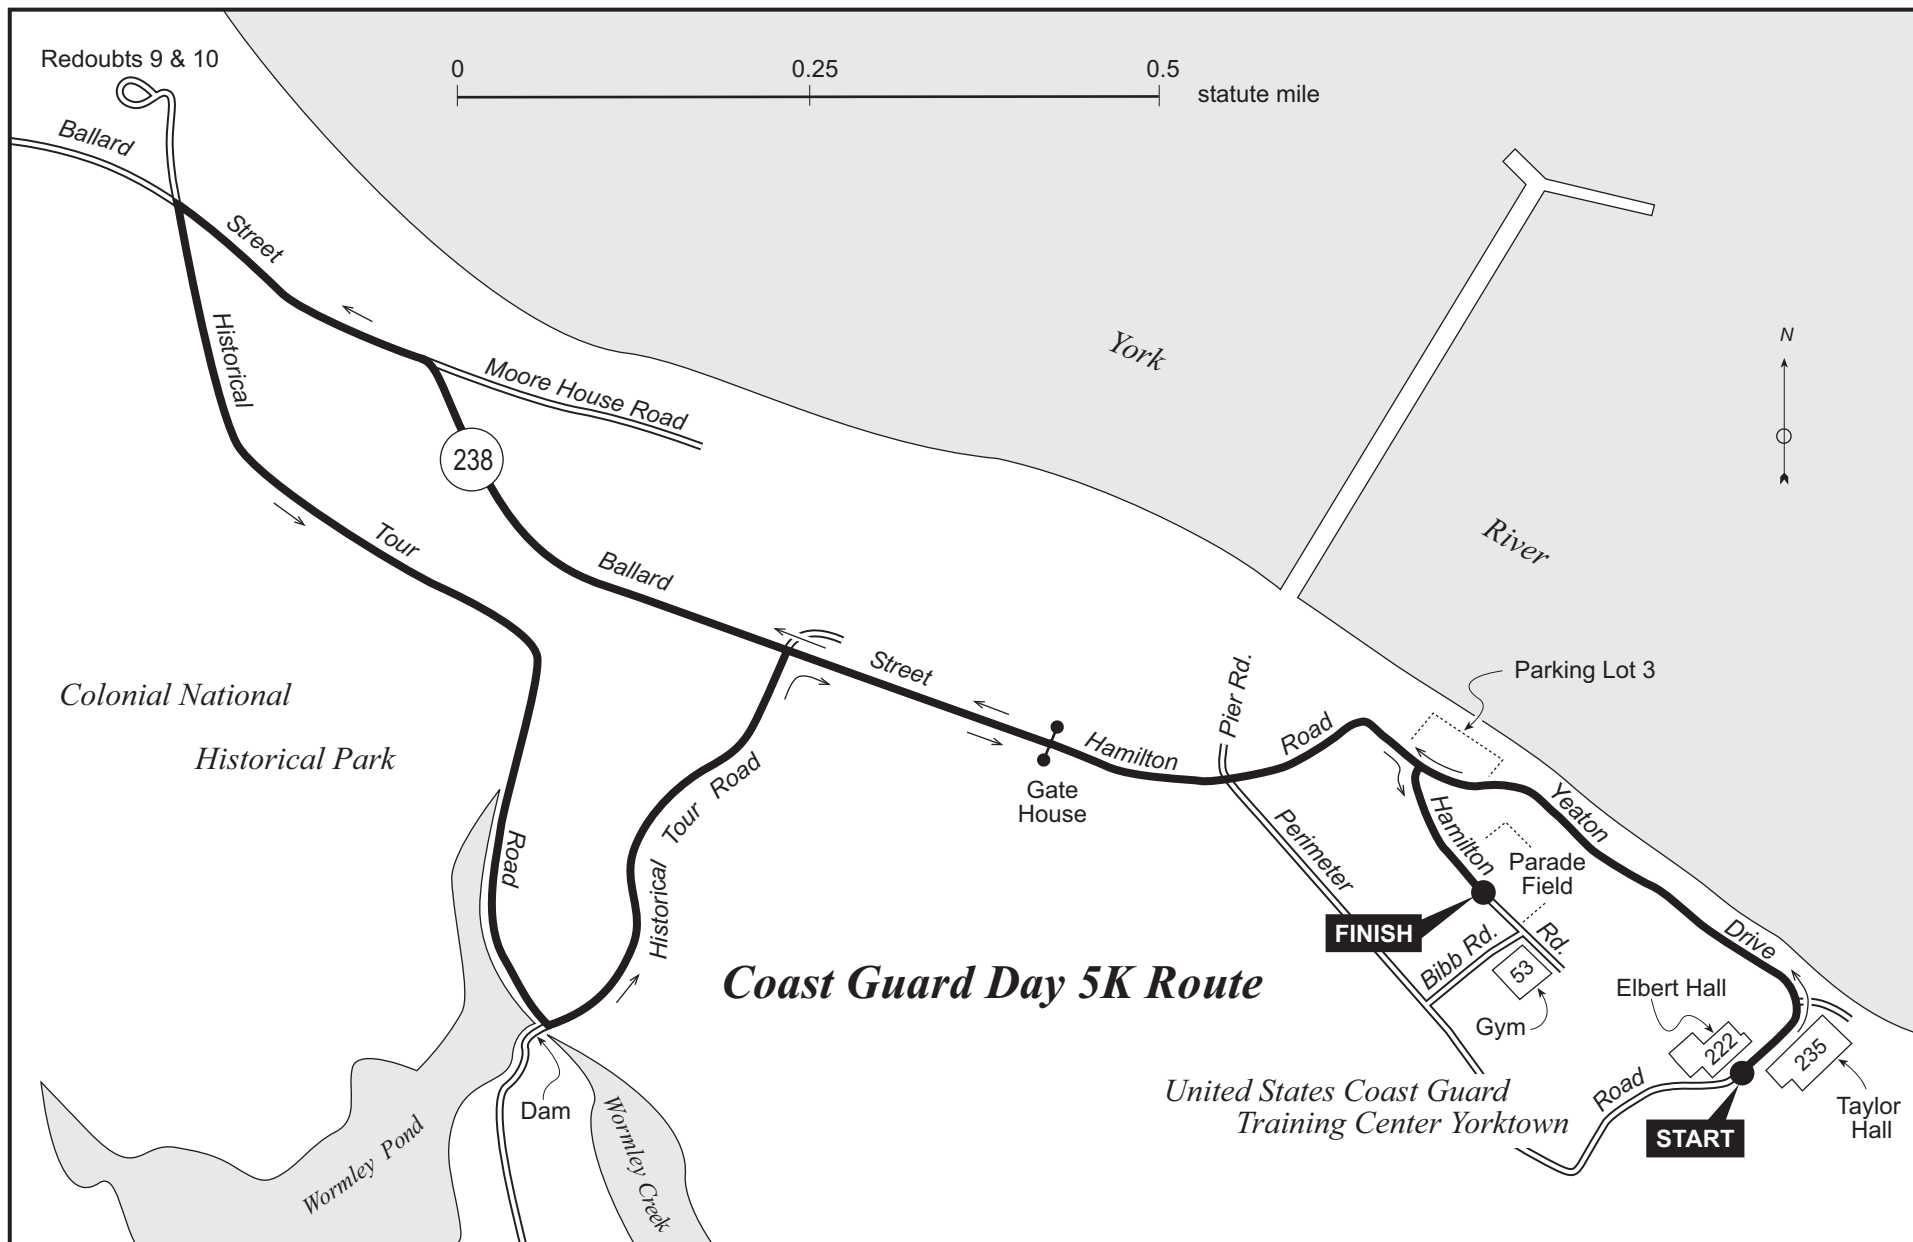 Redoubts 9 & 10
0 0.25 0.5
statute mile
Ballard
Street
York
N
Historical
Moore House Road
238
River
Tour
Ballard
Street
Pier Rd.
Parking Lot 3
Colonial National
Historical Park
Hamilton
Road
Gate
House
Tour Road
Historical
Road
Yeaton
Drive
Perimeter
Hamilton
Rd.
Parade
Field
FINISH
Bibb Rd.
53
Gym
Coast Guard Day 5K Route
Elbert Hall
222
235
Road
START
Taylor
Hall
United States Coast Guard
Training Center Yorktown
Dam
Wormley Pond
Wormley Creek